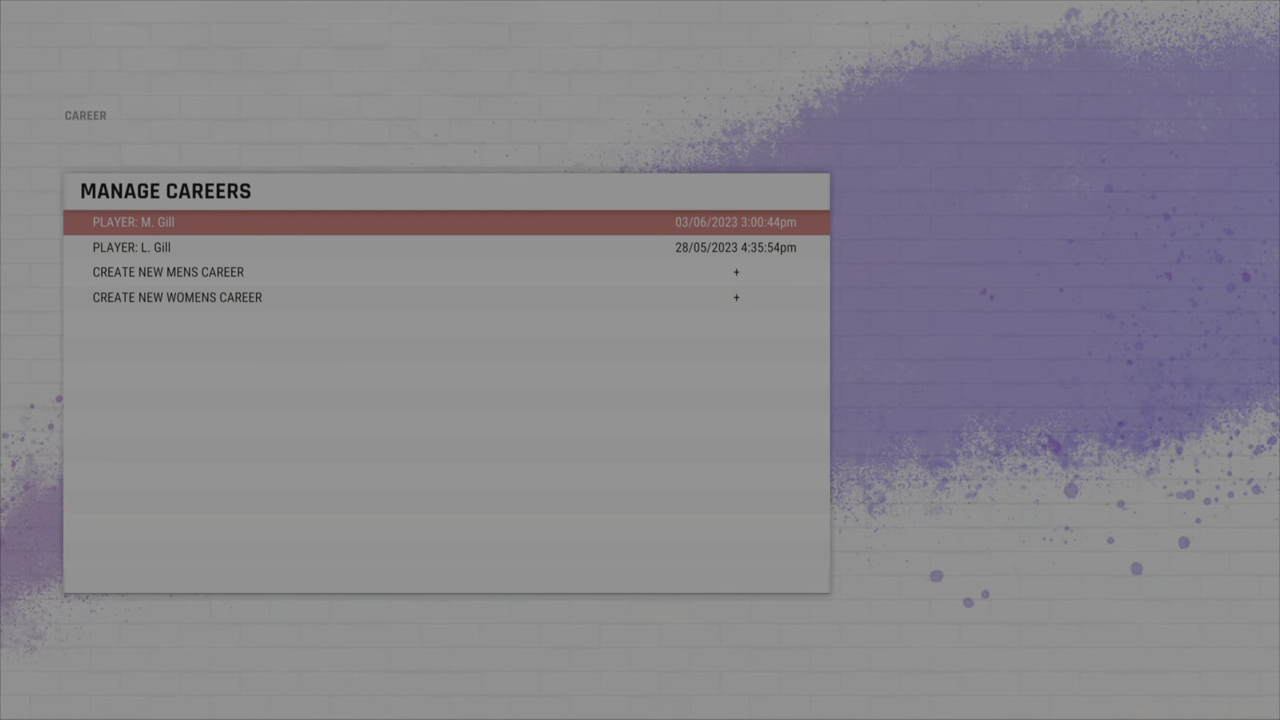 CAREER
MANAGE CAREERS
PLAYER: M. Gill 03/06/2023 3:00:44pm
PLAYER: L. Gill 28/05/2023 4:35:54pm
CREATE NEW MENS CAREER +
CREATE NEW WOMENS CAREER +